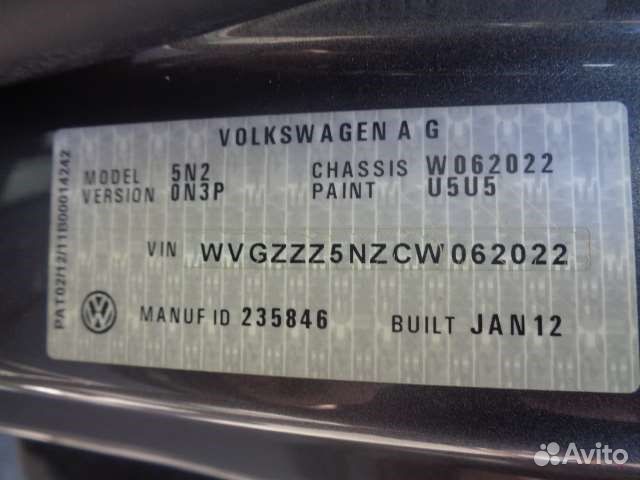 VOLKSWAGEN A G
MODEL 5N2 CHASSIS W062022
VERSION 0N3P PAINT U5U5
VIN WVGZZZ5NZCW062022
MANUF ID 235846 BUILT JAN12
PAT02/12/11B00014242
Avito